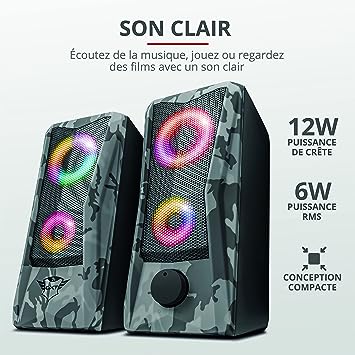 SON CLAIR
Écoutez de la musique, jouez ou regardez
des films avec un son clair
12W
PUISSANCE
DE CRÊTE
6W
PUISSANCE
RMS
CONCEPTION
COMPACTE